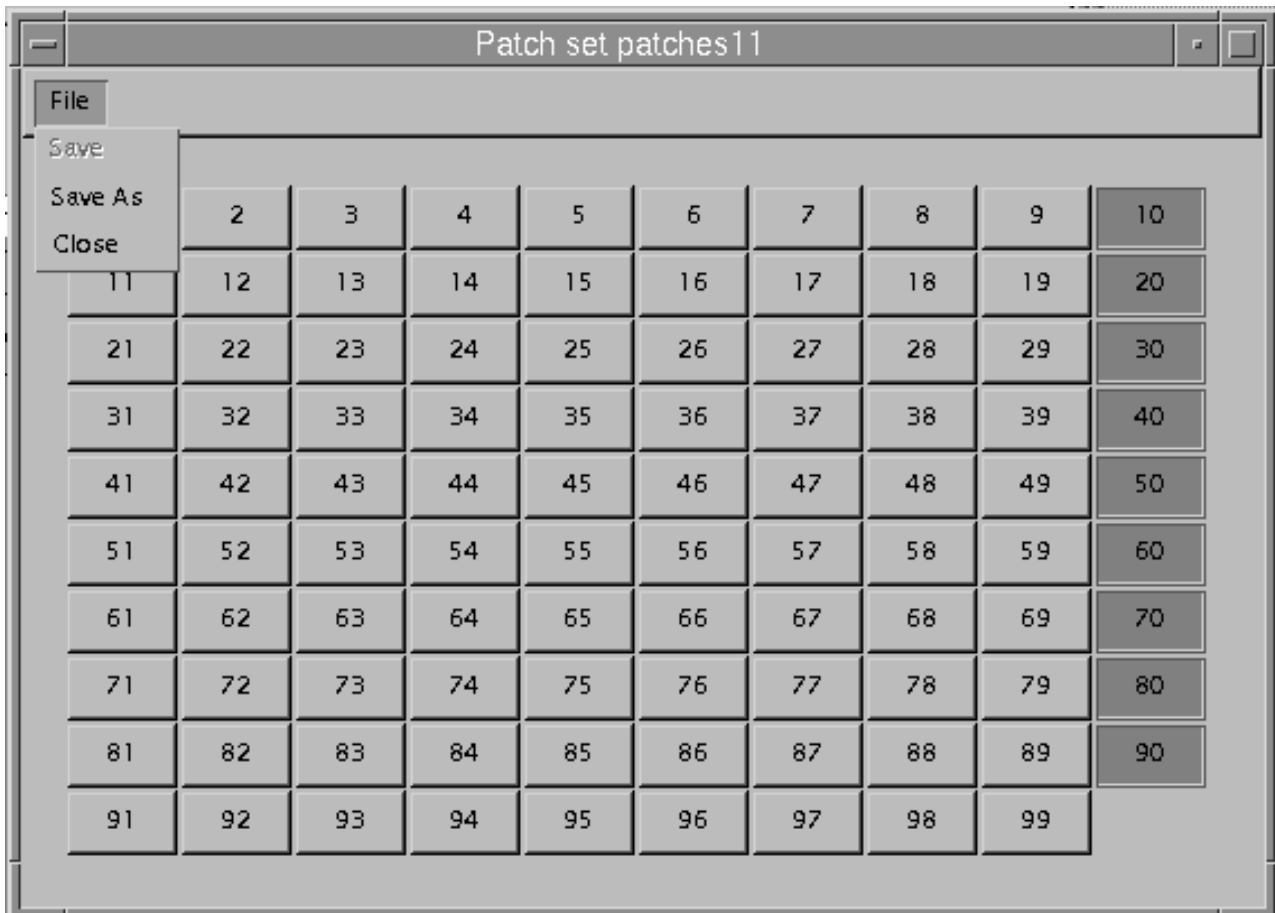 Patch set patches11
File
Save
Save As
Close
2 3 4 5 6 7 8 9 10
11 12 13 14 15 16 17 18 19 20
21 22 23 24 25 26 27 28 29 30
31 32 33 34 35 36 37 38 39 40
41 42 43 44 45 46 47 48 49 50
51 52 53 54 55 56 57 58 59 60
61 62 63 64 65 66 67 68 69 70
71 72 73 74 75 76 77 78 79 80
81 82 83 84 85 86 87 88 89 90
91 92 93 94 95 96 97 98 99